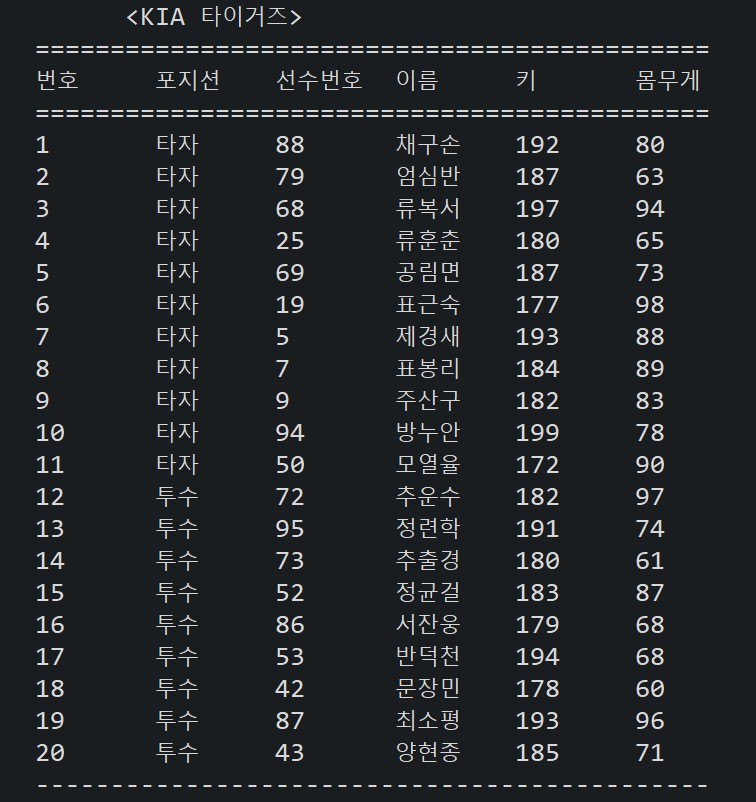 <KIA 타이거즈>
=============================================
번호 포지션 선수번호 이름 키 몸무게
=============================================
1 타자 88 채구손 192 80
2 타자 79 엄심반 187 63
3 타자 68 류복서 197 94
4 타자 25 류훈춘 180 65
5 타자 69 공림면 187 73
6 타자 19 표근숙 177 98
7 타자 5 제경새 193 88
8 타자 7 표봉리 184 89
9 타자 9 주산구 182 83
10 타자 94 방누안 199 78
11 타자 50 모열율 172 90
12 투수 72 추운수 182 97
13 투수 95 정련학 191 74
14 투수 73 추출경 180 61
15 투수 52 정균걸 183 87
16 투수 86 서잔웅 179 68
17 투수 53 반덕천 194 68
18 투수 42 문장민 178 60
19 투수 87 최소평 193 96
20 투수 43 양현종 185 71
---------------------------------------------